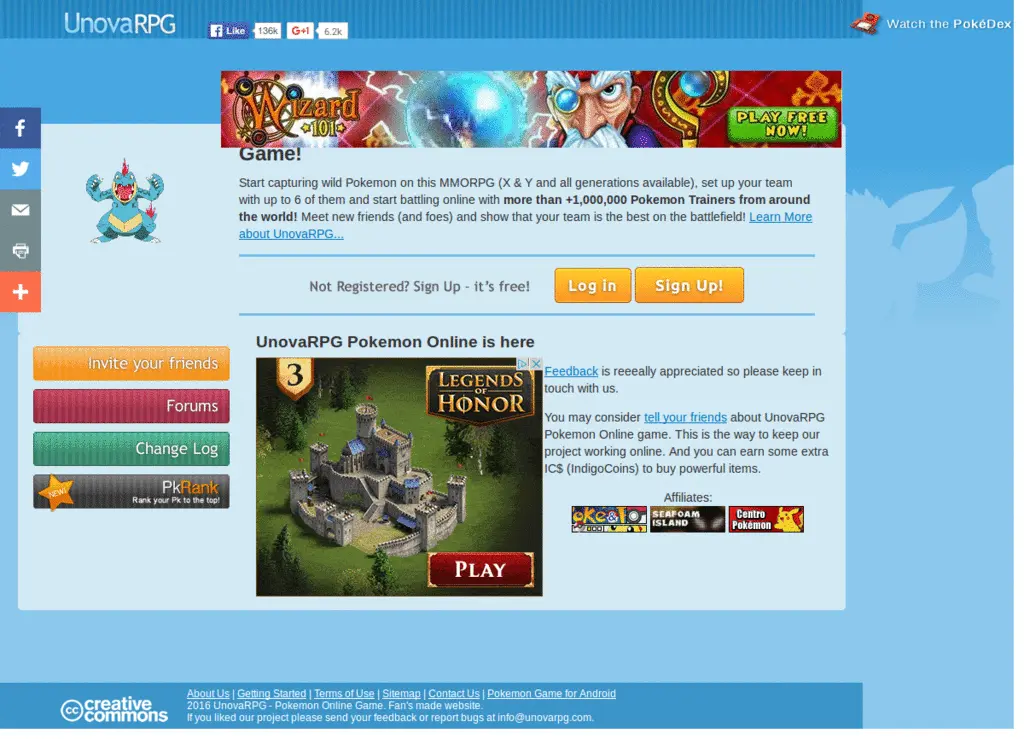 UnovaRPG
Like 136k G+1 6.2k
Watch the PokéDex
Wizard
101
PLAY FREE
NOW!
Game!
Start capturing wild Pokemon on this MMORPG (X & Y and all generations available), set up your team
with up to 6 of them and start battling online with more than +1,000,000 Pokemon Trainers from around
the world! Meet new friends (and foes) and show that your team is the best on the battlefield! Learn More
about UnovaRPG...
Not Registered? Sign Up - it's free!
Log in
Sign Up!
Invite your friends
Forums
Change Log
NEW!
PkRank
Rank your Pk to the top!
UnovaRPG Pokemon Online is here
3
LEGENDS
OF
HONOR
PLAY
Feedback is reeeally appreciated so please keep in
touch with us.
You may consider tell your friends about UnovaRPG
Pokemon Online game. This is the way to keep our
project working online. And you can earn some extra
IC$ (IndigoCoins) to buy powerful items.
Affiliates:
SEAFOAM
ISLAND
Centro
Pokémon
cc creative
commons
About Us | Getting Started | Terms of Use | Sitemap | Contact Us | Pokemon Game for Android
2016 UnovaRPG - Pokemon Online Game. Fan's made website.
If you liked our project please send your feedback or report bugs at info@unovarpg.com.